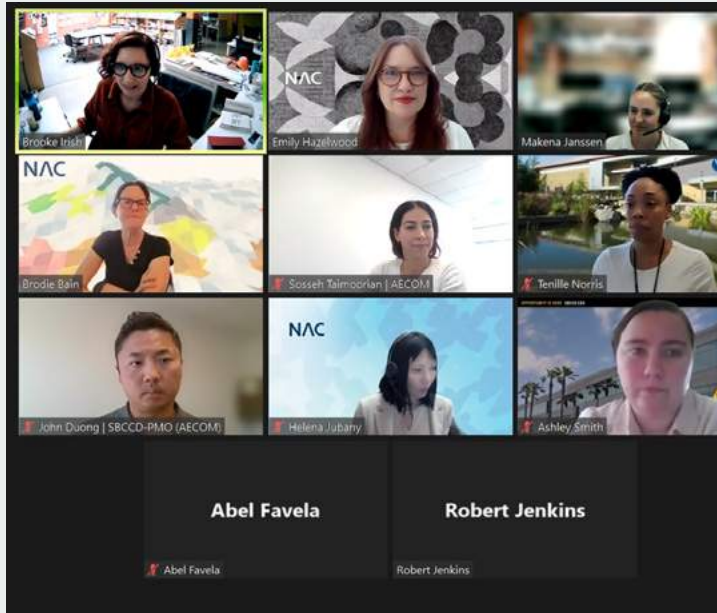 Brooke Irish
NAC
Emily Hazelwood
Makena Janssen
NAC
Brodie Bain
Sosseh Taimoorian | AECOM
Tenille Norris
John Duong | SBCCD-PMO (AECOM)
NAC
Helena Jubany
Ashley Smith
Abel Favela
Abel Favela
Robert Jenkins
Robert Jenkins